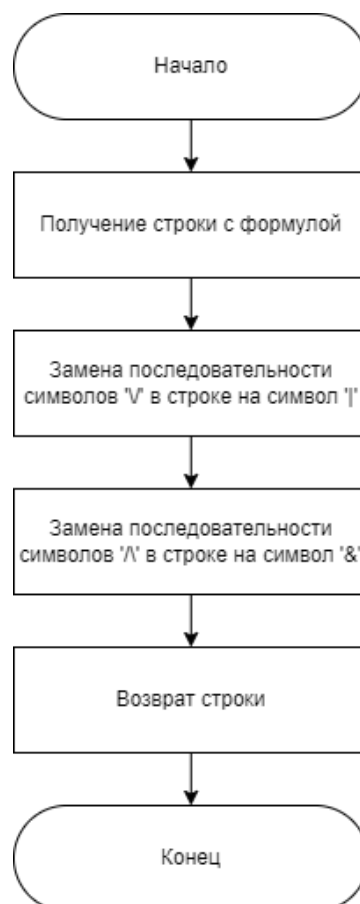 Начало
Получение строки с формулой
Замена последовательности
символов '\/' в строке на символ '|'
Замена последовательности
символов '/\' в строке на символ '&'
Возврат строки
Конец